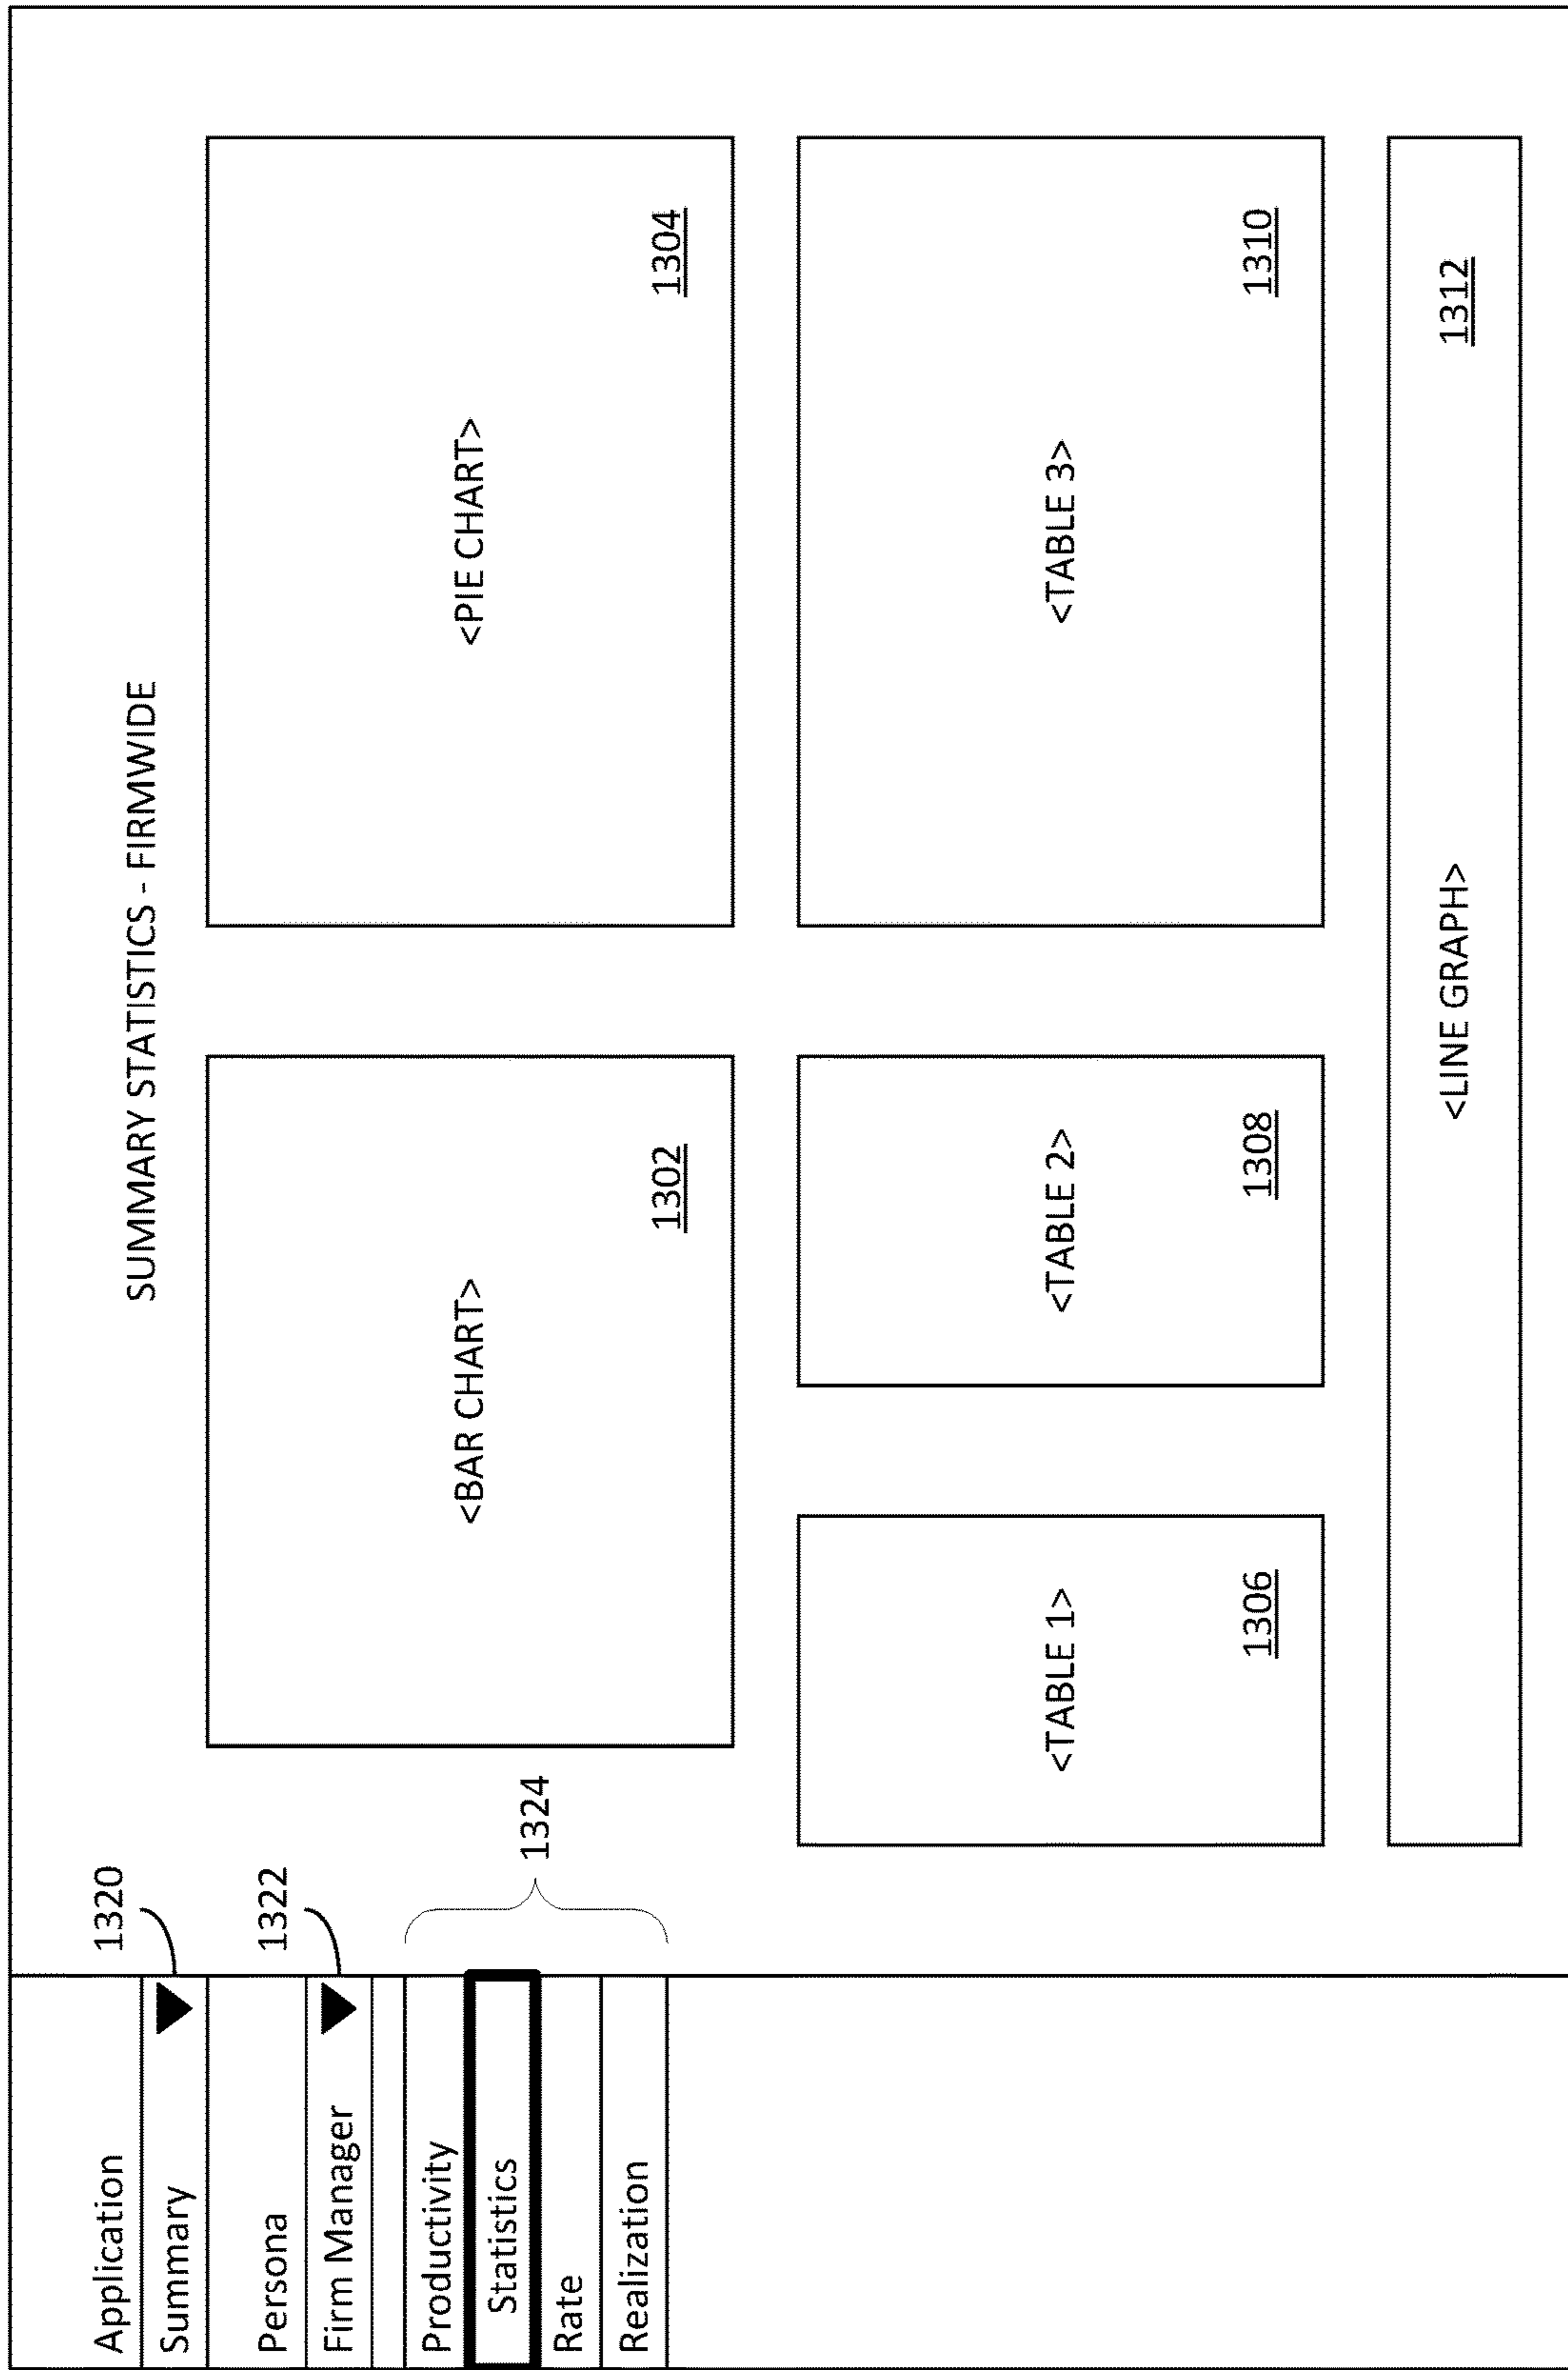 Application
1320
Summary
Persona
1322
Firm Manager
Productivity
Statistics
Rate
Realization
1324
SUMMARY STATISTICS - FIRMWIDE
<BAR CHART>
1302
<PIE CHART>
1304
<TABLE 1>
1306
<TABLE 2>
1308
<TABLE 3>
1310
<LINE GRAPH>
1312